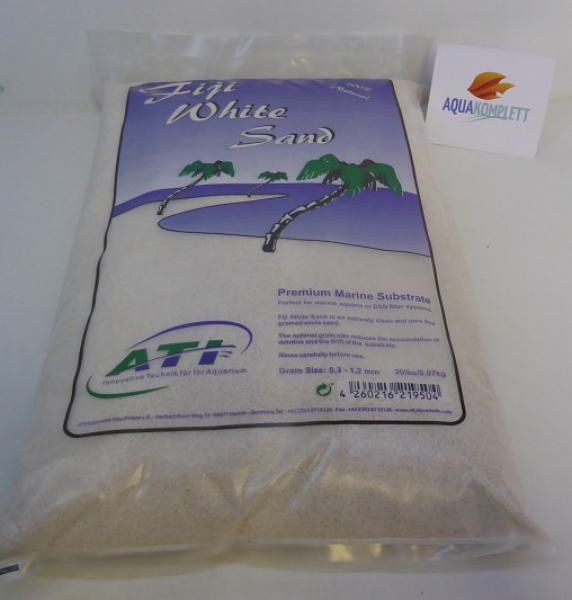 Fiji
White
Sand
100%
Natural
AQUAKOMPLETT
Premium Marine Substrate
Perfect for marine aquaria or DSB filter systems.
Fiji White Sand is an extremely clean and pure fine
grained white sand.
The optimal grain size reduces the accumulation of
detritus and the drift of the substrate.
Rinse carefully before use.
Grain Size: 0,3 - 1,2 mm 20lbs/9,07kg
ATI
Innovative Technik für Ihr Aquarium
4 260216 219504